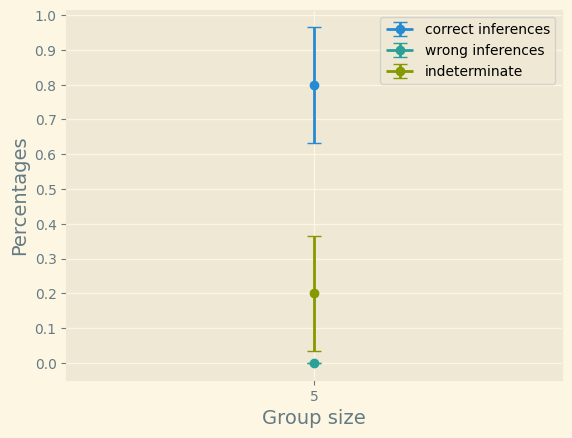 correct inferences
wrong inferences
indeterminate
Percentages
1.0
0.9
0.8
0.7
0.6
0.5
0.4
0.3
0.2
0.1
0.0
5
Group size